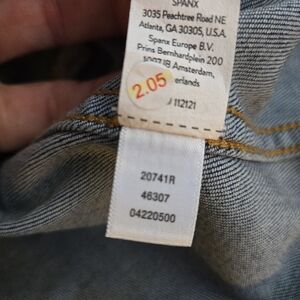 SPANX
3035 Peachtree Road NE
Atlanta, GA 30305, U.S.A.
Spanx Europe B.V.
Prins Bernhardplein 200
Amsterdam,
erlands
2.05
J 112121
20741R
46307
04220500